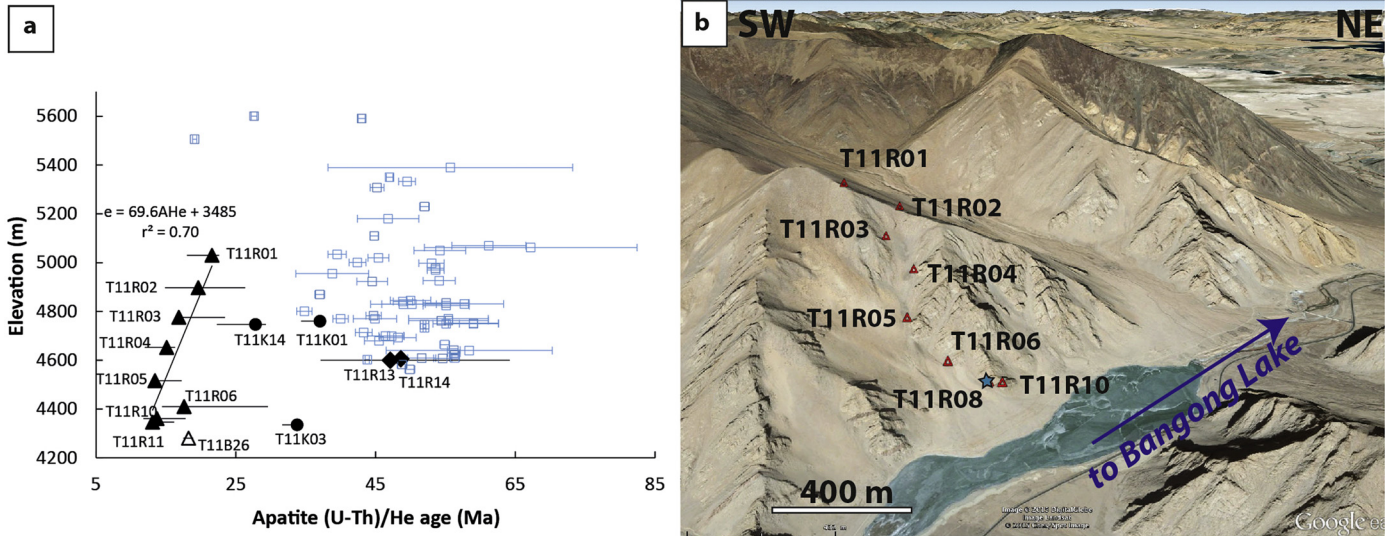 a
5600
5400
5200
5000
4800
4600
4400
4200
Elevation (m)
e = 69.6AHe + 3485
r² = 0.70
T11R01
T11R02
T11R03
T11K14
T11K01
T11R04
T11R13
T11R14
T11R05
T11R06
T11R10
T11K03
T11R11
T11B26
5
25
45
65
85
Apatite (U-Th)/He age (Ma)
b
SW
NE
T11R01
T11R02
T11R03
T11R04
T11R05
T11R06
T11R10
T11R08
to Bangong Lake
400 m
Google ea